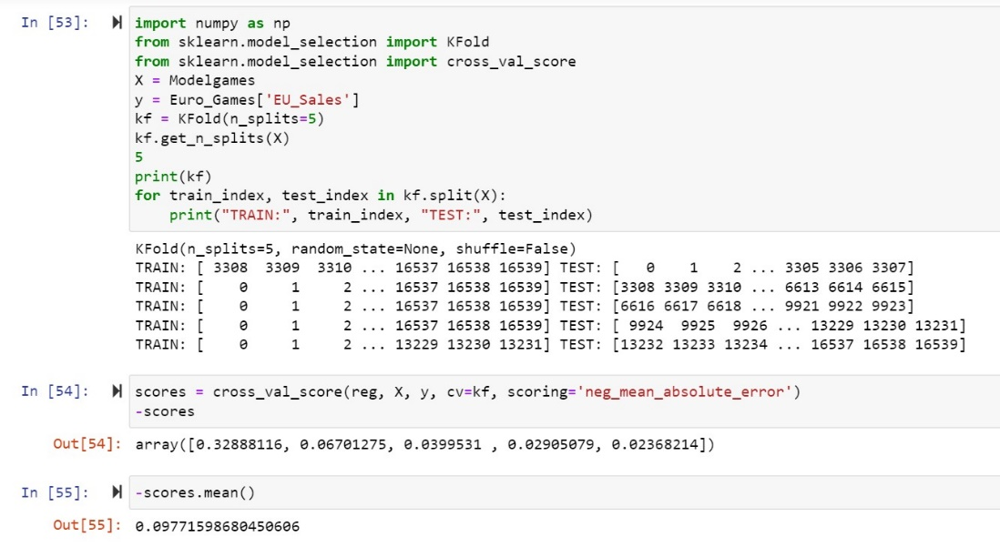 In [53]:
import numpy as np
from sklearn.model_selection import KFold
from sklearn.model_selection import cross_val_score
X = Modelgames
y = Euro_Games['EU_Sales']
kf = KFold(n_splits=5)
kf.get_n_splits(X)
5
print(kf)
for train_index, test_index in kf.split(X):
    print("TRAIN:", train_index, "TEST:", test_index)
KFold(n_splits=5, random_state=None, shuffle=False)
TRAIN: [ 3308  3309  3310 ... 16537 16538 16539] TEST: [   0    1    2 ... 3305 3306 3307]
TRAIN: [    0     1     2 ... 16537 16538 16539] TEST: [3308 3309 3310 ... 6613 6614 6615]
TRAIN: [    0     1     2 ... 16537 16538 16539] TEST: [6616 6617 6618 ... 9921 9922 9923]
TRAIN: [    0     1     2 ... 16537 16538 16539] TEST: [ 9924  9925  9926 ... 13229 13230 13231]
TRAIN: [    0     1     2 ... 13229 13230 13231] TEST: [13232 13233 13234 ... 16537 16538 16539]
In [54]:
scores = cross_val_score(reg, X, y, cv=kf, scoring='neg_mean_absolute_error')
-scores
Out[54]: array([0.32888116, 0.06701275, 0.0399531 , 0.02905079, 0.02368214])
In [55]:
-scores.mean()
Out[55]: 0.09771598680450606